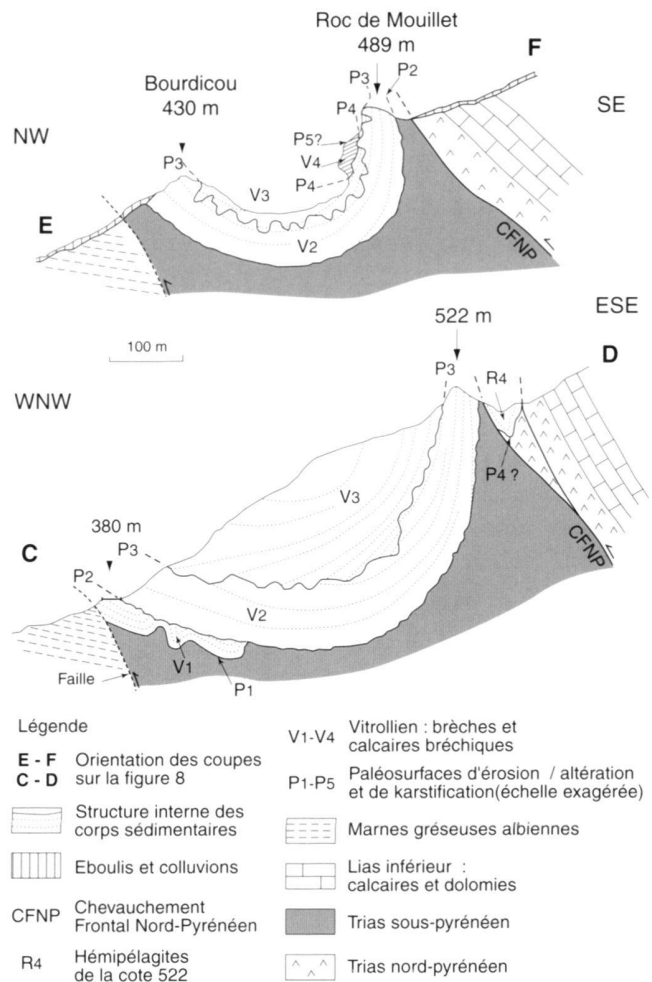 Roc de Mouillet
489 m
F
P3
P2
Bourdicou
430 m
SE
NW
P4
P5?
V4
P4
P3
V3
E
V2
CFNP
522 m
ESE
100 m
D
P3
R4
WNW
P4 ?
V3
380 m
C
P3
CFNP
P2
V2
V1
Faille
P1
Légende
E - F
C - D
Orientation des coupes
sur la figure 8
Structure interne des
corps sédimentaires
Eboulis et colluvions
CFNP
Chevauchement
Frontal Nord-Pyrénéen
R4
Hémipélagites
de la cote 522
V1-V4
Vitrollien : brèches et
calcaires bréchiques
P1-P5
Paléosurfaces d'érosion / altération
et de karstification(échelle exagérée)
Marnes gréseuses albiennes
Lias inférieur :
calcaires et dolomies
Trias sous-pyrénéen
Trias nord-pyrénéen